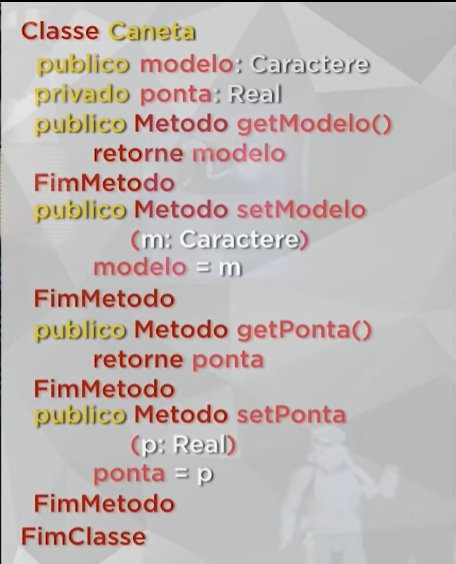 Classe Caneta
publico modelo: Caractere
privado ponta: Real
publico Metodo getModelo()
retorne modelo
FimMetodo
publico Metodo setModelo
(m: Caractere)
modelo = m
FimMetodo
publico Metodo getPonta()
retorne ponta
FimMetodo
publico Metodo setPonta
(p: Real)
ponta = p
FimMetodo
FimClasse